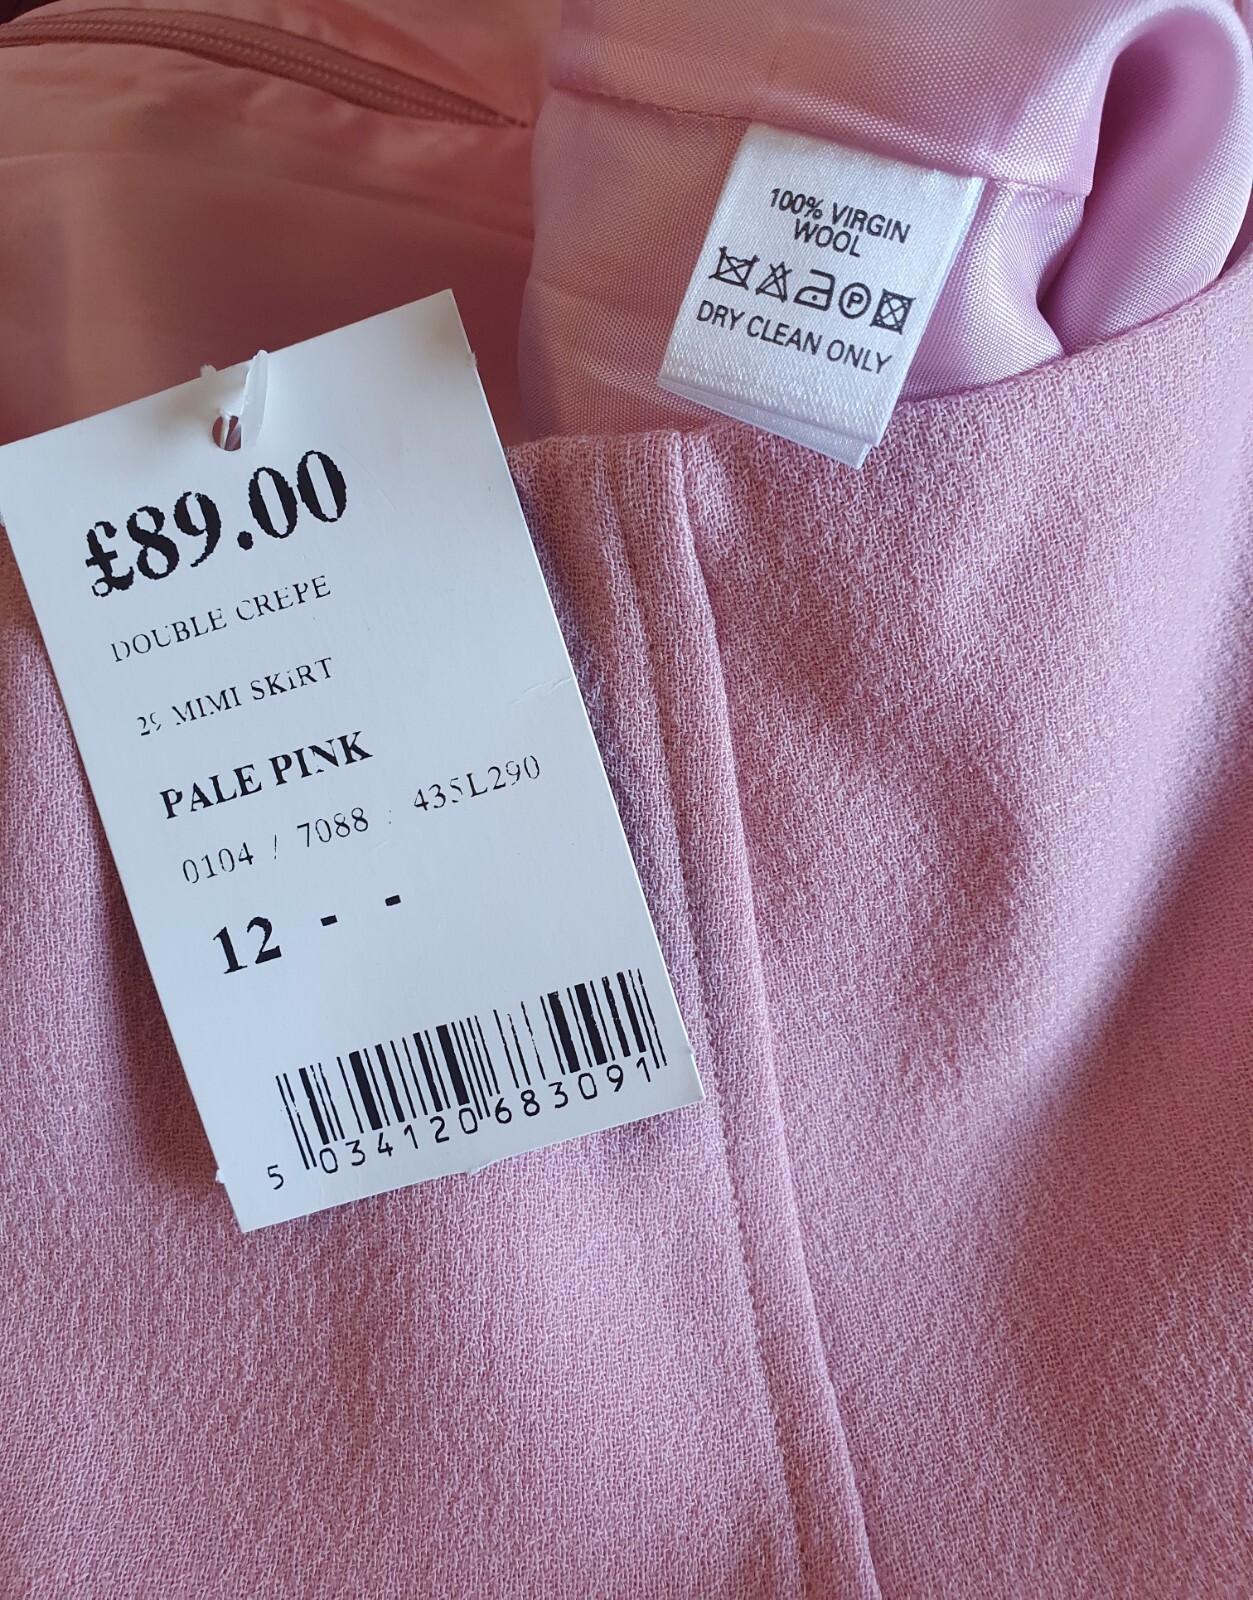 100% VIRGIN
WOOL
P
DRY CLEAN ONLY
£89.00
DOUBLE CREPE
29 MIMI SKiRT
PALE PINK
0104 / 7088 : 435L290
12 - -
5 034120 683091